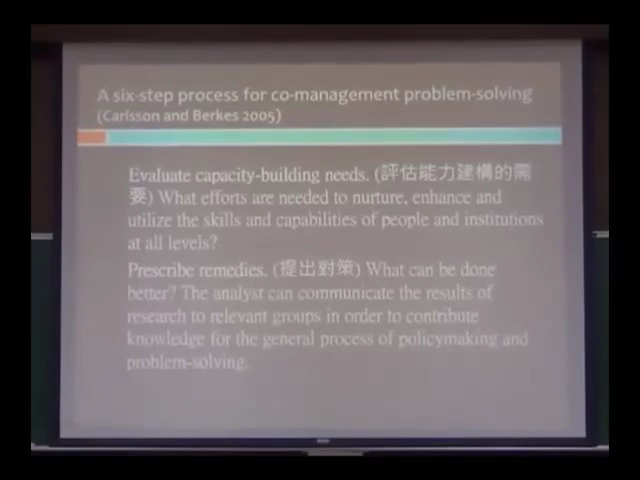 A six-step process for co-management problem-solving
(Carlsson and Berkes 2005)
Evaluate capacity-building needs. (評估能力建構的需
要) What efforts are needed to nurture, enhance and
utilize the skills and capabilities of people and institutions
at all levels?
Prescribe remedies. (提出對策) What can be done
better? The analyst can communicate the results of
research to relevant groups in order to contribute
knowledge for the general process of policymaking and
problem-solving.